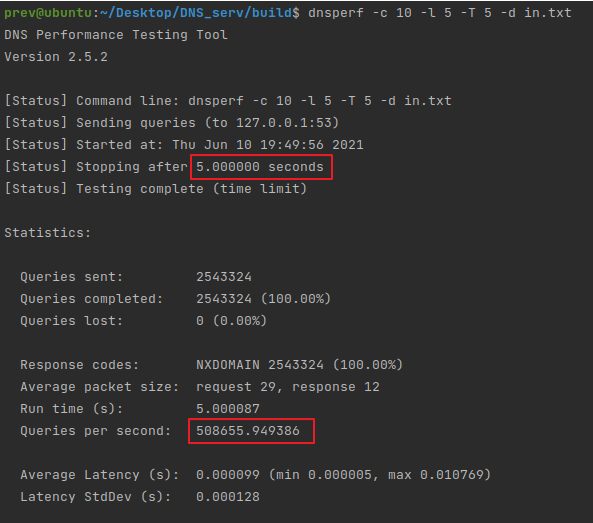 prev@ubuntu:~/Desktop/DNS_serv/build$ dnsperf -c 10 -l 5 -T 5 -d in.txt
DNS Performance Testing Tool
Version 2.5.2
[Status] Command line: dnsperf -c 10 -l 5 -T 5 -d in.txt
[Status] Sending queries (to 127.0.0.1:53)
[Status] Started at: Thu Jun 10 19:49:56 2021
[Status] Stopping after 5.000000 seconds
[Status] Testing complete (time limit)
Statistics:
Queries sent: 2543324
Queries completed: 2543324 (100.00%)
Queries lost: 0 (0.00%)
Response codes: NXDOMAIN 2543324 (100.00%)
Average packet size: request 29, response 12
Run time (s): 5.000087
Queries per second: 508655.949386
Average Latency (s): 0.000099 (min 0.000005, max 0.010769)
Latency StdDev (s): 0.000128